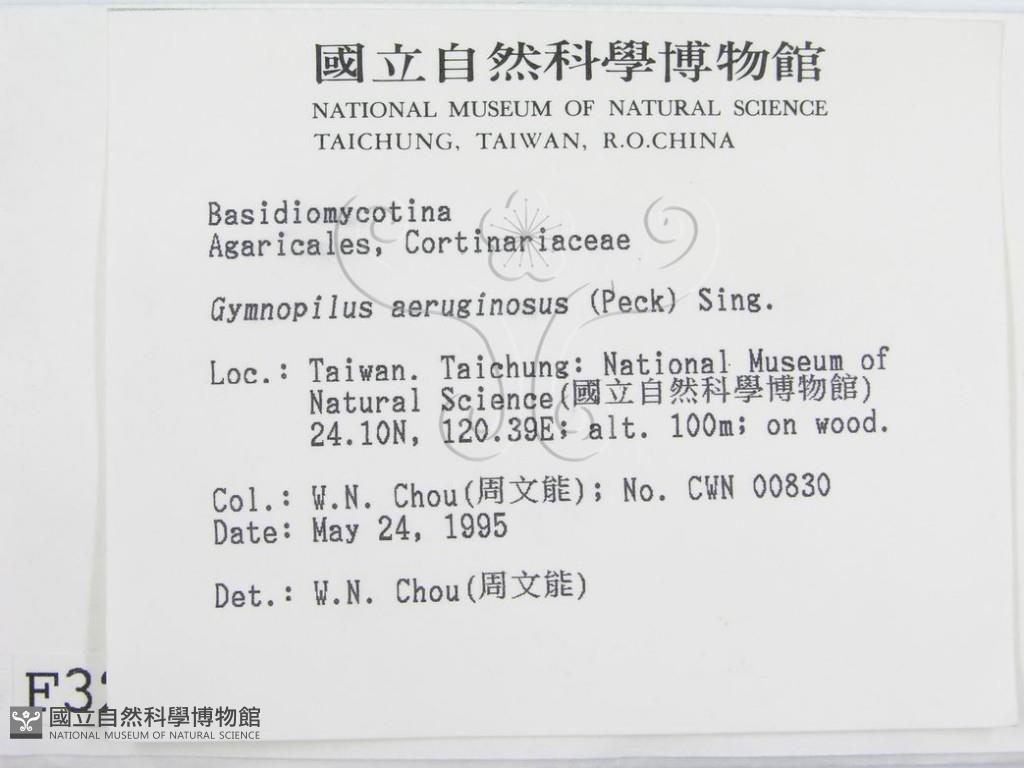 國立自然科學博物館
NATIONAL MUSEUM OF NATURAL SCIENCE
TAICHUNG, TAIWAN, R.O.CHINA
Basidiomycotina
Agaricales, Cortinariaceae
Gymnopilus aeruginosus (Peck) Sing.
Loc.: Taiwan. Taichung: National Museum of
Natural Science(國立自然科學博物館)
24.10N, 120.39E; alt. 100m; on wood.
Col.: W.N. Chou(周文能); No. CWN 00830
Date: May 24, 1995
Det.: W.N. Chou(周文能)
國立自然科學博物館
NATIONAL MUSEUM OF NATURAL SCIENCE